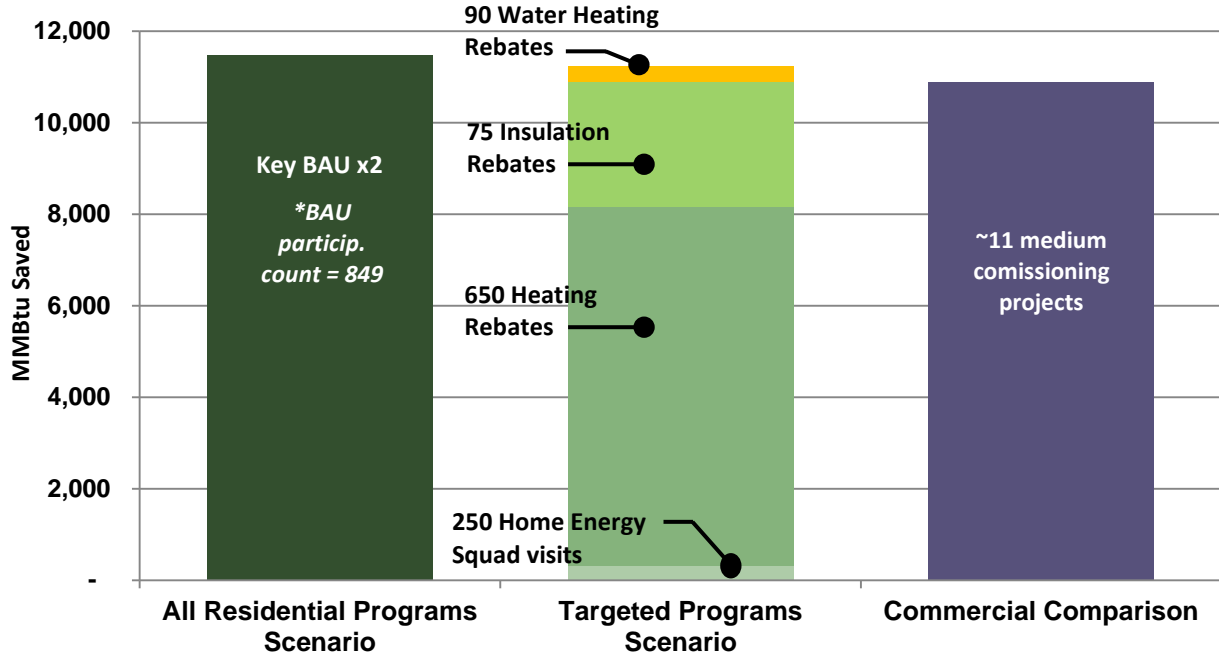 90 Water Heating
Rebates
12,000
10,000
8,000
6,000
4,000
2,000
-
MMBtu Saved
Key BAU x2
*BAU
particip.
count = 849
75 Insulation
Rebates
650 Heating
Rebates
250 Home Energy
Squad visits
~11 medium
comissioning
projects
All Residential Programs
Scenario
Targeted Programs
Scenario
Commercial Comparison